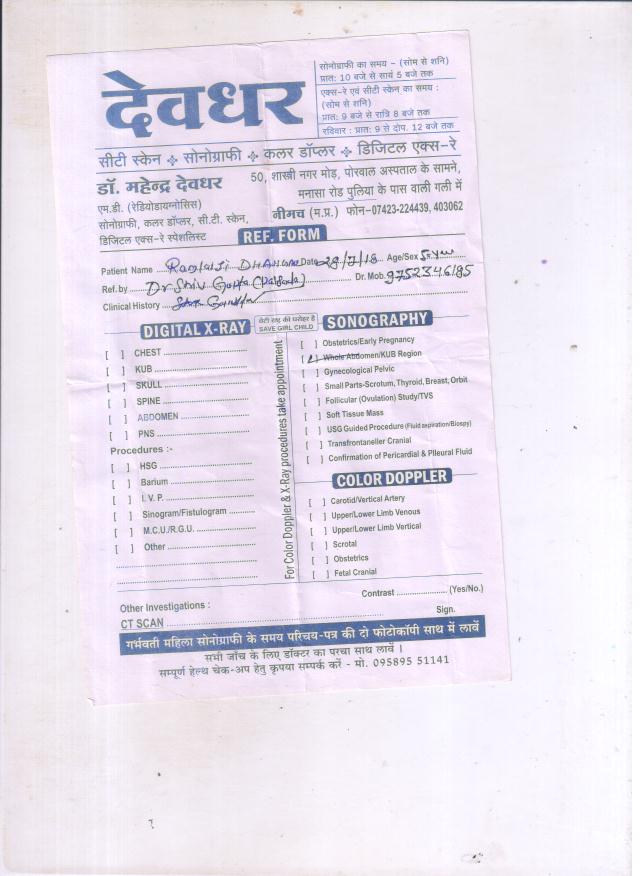 देवधर
सोनोग्राफी का समय - (सोम से शनि)
प्रात: 10 बजे से सायं 5 बजे तक
एक्स-रे एवं सीटी स्केन का समय :
(सोम से शनि)
प्रात: 9 बजे से रात्रि 8 बजे तक
रविवार : प्रात: 9 से दोप. 12 बजे तक
सीटी स्केन ❖ सोनोग्राफी ❖ कलर डॉप्लर ❖ डिजिटल एक्स-रे
डॉ. महेन्द्र देवधर
एम.डी. (रेडियोडायग्नोसिस)
सोनोग्राफी, कलर डॉप्लर, सी.टी. स्केन,
डिजिटल एक्स-रे स्पेशलिस्ट
50, शास्त्री नगर मोड़, पोरवाल अस्पताल के सामने,
मनासा रोड़ पुलिया के पास वाली गली में
नीमच (म.प्र.) फोन-07423-224439, 403062
REF. FORM
Patient Name Date 28/7/18 Age/Sex
Ref. by Dr Shiv Gupta Dr. Mob. 9752346185
Clinical History
DIGITAL X-RAY
बेटी राष्ट्र की धरोहर है
SAVE GIRL CHILD
SONOGRAPHY
[ ] CHEST
[ ] KUB
[ ] SKULL
[ ] SPINE
[ ] ABDOMEN
[ ] PNS
Procedures :-
[ ] HSG
[ ] Barium
[ ] I. V. P.
[ ] Sinogram/Fistulogram
[ ] M.C.U./R.G.U.
[ ] Other
For Color Doppler & X-Ray procedures take appointment
[ ] Obstetrics/Early Pregnancy
[✓] Whole Abdomen/KUB Region
[ ] Gynecological Pelvic
[ ] Small Parts-Scrotum, Thyroid, Breast, Orbit
[ ] Follicular (Ovulation) Study/TVS
[ ] Soft Tissue Mass
[ ] USG Guided Procedure (Fluid aspiration/Biospy)
[ ] Transfrontaneller Cranial
[ ] Confirmation of Pericardial & Plleural Fluid
COLOR DOPPLER
[ ] Carotid/Vertical Artery
[ ] Upper/Lower Limb Venous
[ ] Upper/Lower Limb Vertical
[ ] Scrotal
[ ] Obstetrics
[ ] Fetal Cranial
Contrast (Yes/No.)
Other Investigations :
CT SCAN Sign.
गर्भवती महिला सोनोग्राफी के समय परिचय-पत्र की दो फोटोकॉपी साथ में लावें
सभी जाँच के लिए डॉक्टर का परचा साथ लावें ।
सम्पूर्ण हेल्थ चेक-अप हेतु कृपया सम्पर्क करें - मो. 095895 51141